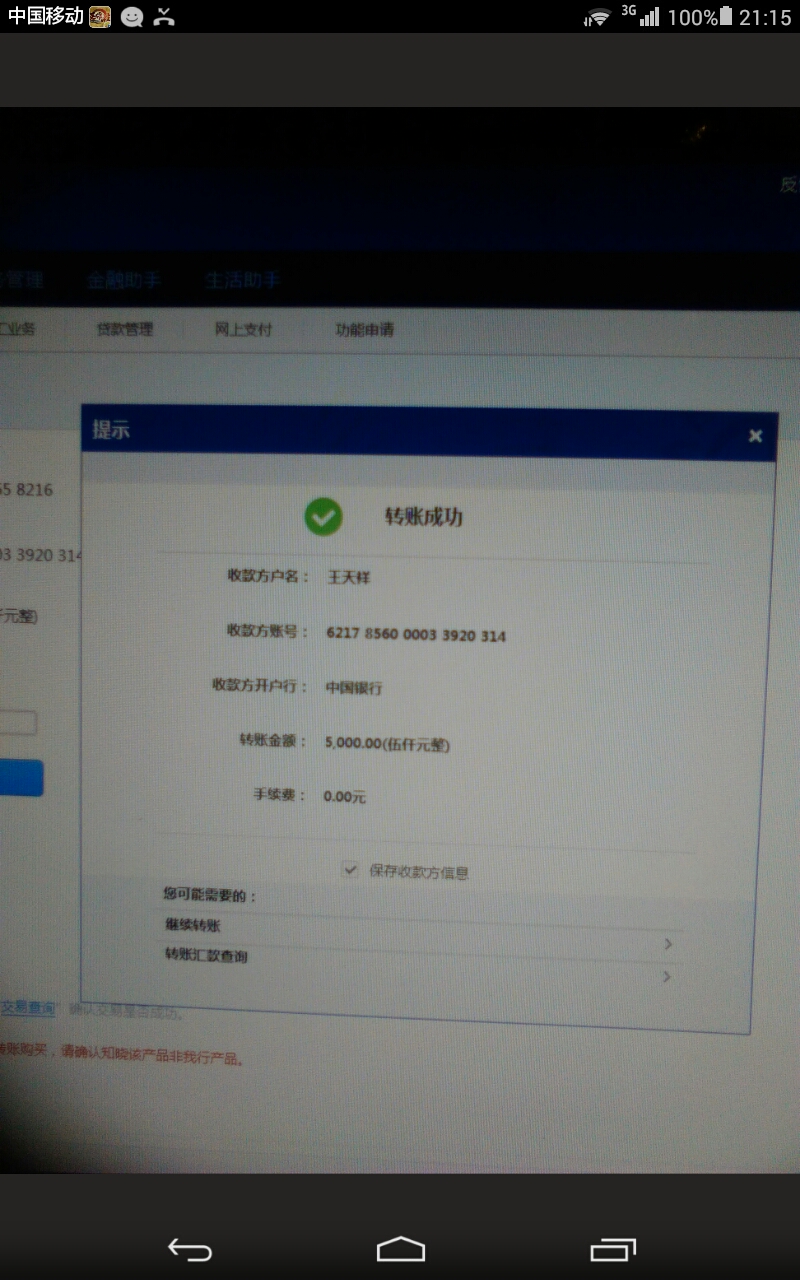 中国移动 3G 100% 21:15
反
管理 金融助手 生活助手
汇业务 贷款管理 网上支付 功能申请
提示
55 8216
转账成功
03 3920 314
收款方户名： 王天样
仟元整)
收款方账号： 6217 8560 0003 3920 314
收款方开户行： 中国银行
转账金额： 5,000.00(伍仟元整)
手续费： 0.00元
保存收款方信息
您可能需要的：
继续转账
转账汇款查询
交易查询” 确认交易是否成功。
转账购买，请确认知晓该产品非我行产品。